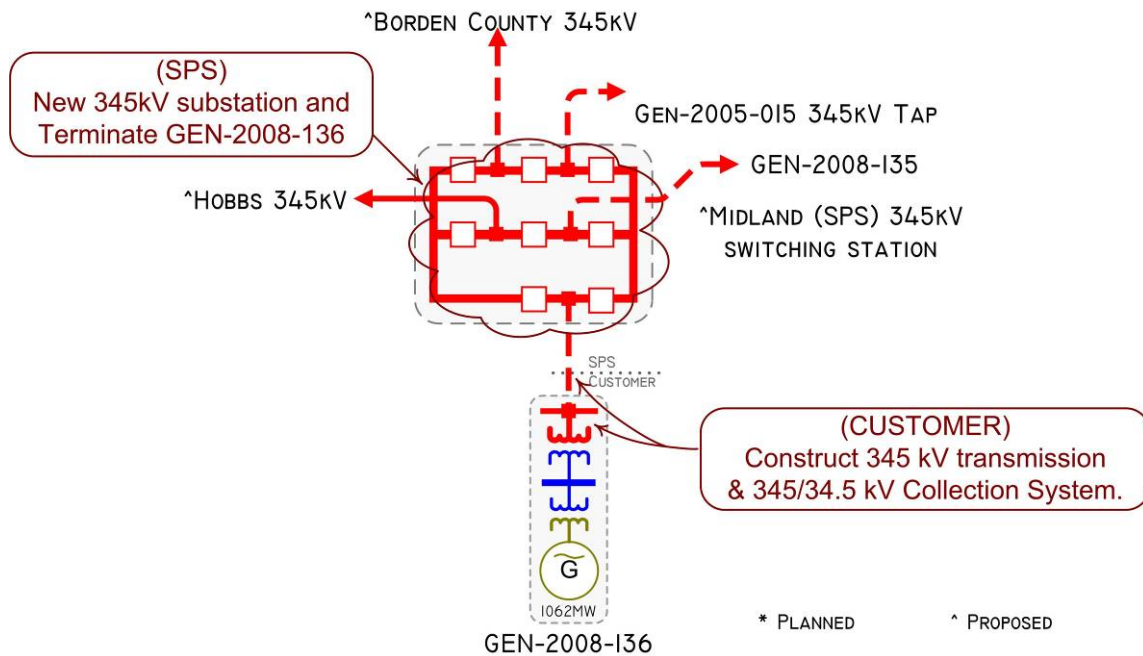 ^BORDEN COUNTY 345KV
(SPS)
New 345kV substation and
Terminate GEN-2008-136
GEN-2005-015 345KV TAP
GEN-2008-135
^HOBBS 345KV
^MIDLAND (SPS) 345KV
SWITCHING STATION
SPS
CUSTOMER
(CUSTOMER)
Construct 345 kV transmission
& 345/34.5 kV Collection System.
G
1062MW
GEN-2008-136
* PLANNED
^ PROPOSED